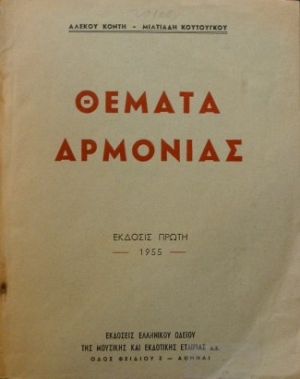 ΑΛΕΚΟΥ ΚΟΝΤΗ – ΜΙΛΤΙΑΔΗ ΚΟΥΤΟΥΓΚΟΥ
ΘΕΜΑΤΑ
ΑΡΜΟΝΙΑΣ
ΕΚΔΟΣΙΣ ΠΡΩΤΗ
— 1955 —
ΕΚΔΟΣΕΙΣ ΕΛΛΗΝΙΚΟΥ ΩΔΕΙΟΥ
ΤΗΣ ΜΟΥΣΙΚΗΣ ΚΑΙ ΕΚΔΟΤΙΚΗΣ ΕΤΑΙΡΙΑΣ Α.Ε.
ΟΔΟΣ ΦΕΙΔΙΟΥ 3 — ΑΘΗΝΑΙ